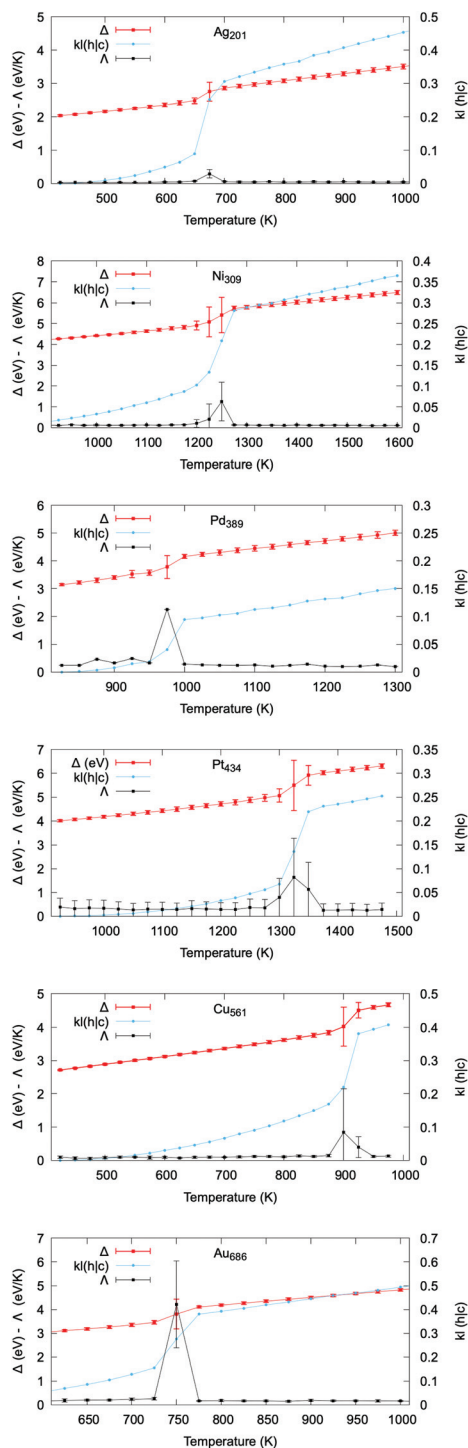 5 Δ Ag₂₀₁ 0.5
kl(h|c)
4 Λ 0.4
3 0.3
2 0.2
1 0.1
0 0
500 600 700 800 900 1000
Temperature (K)
Δ (eV) - Λ (eV/K)
kl (h|c)
8 Δ Ni₃₀₉ 0.4
kl(h|c)
7 Λ 0.35
6 0.3
5 0.25
4 0.2
3 0.15
2 0.1
1 0.05
0 0
1000 1100 1200 1300 1400 1500 1600
Temperature (K)
Δ (eV) - Λ (eV/K)
kl (h|c)
6 Δ Pd₃₈₉ 0.3
kl(h|c)
5 Λ 0.25
4 0.2
3 0.15
2 0.1
1 0.05
0 0
900 1000 1100 1200 1300
Temperature (K)
Δ (eV) - Λ (eV/K)
kl (h|c)
7 Δ (eV) Pt₄₃₄ 0.35
kl(h|c)
6 Λ 0.3
5 0.25
4 0.2
3 0.15
2 0.1
1 0.05
0 0
1000 1100 1200 1300 1400 1500
Temperature (K)
Δ (eV) - Λ (eV/K)
kl (h|c)
5 Δ Cu₅₆₁ 0.5
kl(h|c)
4 Λ 0.4
3 0.3
2 0.2
1 0.1
0 0
500 600 700 800 900 1000
Temperature (K)
Δ (eV) - Λ (eV/K)
kl (h|c)
7 Δ Au₆₈₆ 0.7
kl(h|c)
6 Λ 0.6
5 0.5
4 0.4
3 0.3
2 0.2
1 0.1
0 0
650 700 750 800 850 900 950 1000
Temperature (K)
Δ (eV) - Λ (eV/K)
kl (h|c)